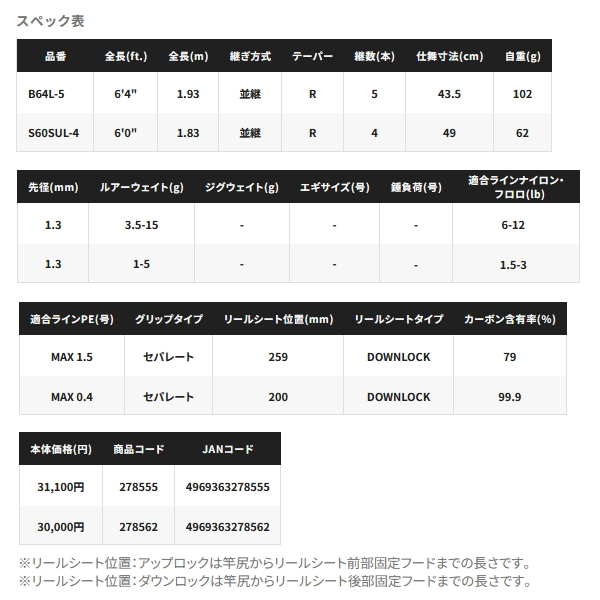 スペック表
品番 全長(ft.) 全長(m) 継ぎ方式 テーパー 継数(本) 仕舞寸法(cm) 自重(g)
B64L-5 6'4" 1.93 並継 R 5 43.5 102
S60SUL-4 6'0" 1.83 並継 R 4 49 62
先径(mm) ルアーウェイト(g) ジグウェイト(g) エギサイズ(号) 錘負荷(号) 適合ラインナイロン・
フロロ(lb)
1.3 3.5-15 - - - 6-12
1.3 1-5 - - - 1.5-3
適合ラインPE(号) グリップタイプ リールシート位置(mm) リールシートタイプ カーボン含有率(%)
MAX 1.5 セパレート 259 DOWNLOCK 79
MAX 0.4 セパレート 200 DOWNLOCK 99.9
本体価格(円) 商品コード JANコード
31,100円 278555 4969363278555
30,000円 278562 4969363278562
※リールシート位置：アップロックは竿尻からリールシート前部固定フードまでの長さです。
※リールシート位置：ダウンロックは竿尻からリールシート後部固定フードまでの長さです。